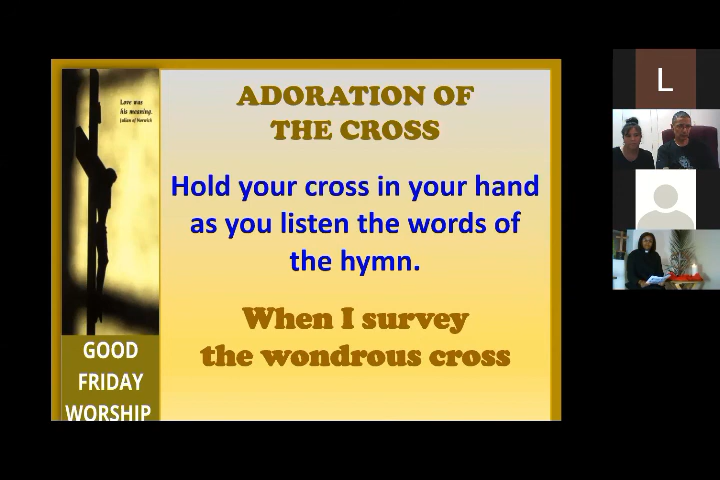 ADORATION OF
THE CROSS
Hold your cross in your hand
as you listen the words of
the hymn.
When I survey
the wondrous cross
Love was
his meaning.
(Julian of Norwich)
GOOD
FRIDAY
WORSHIP
L